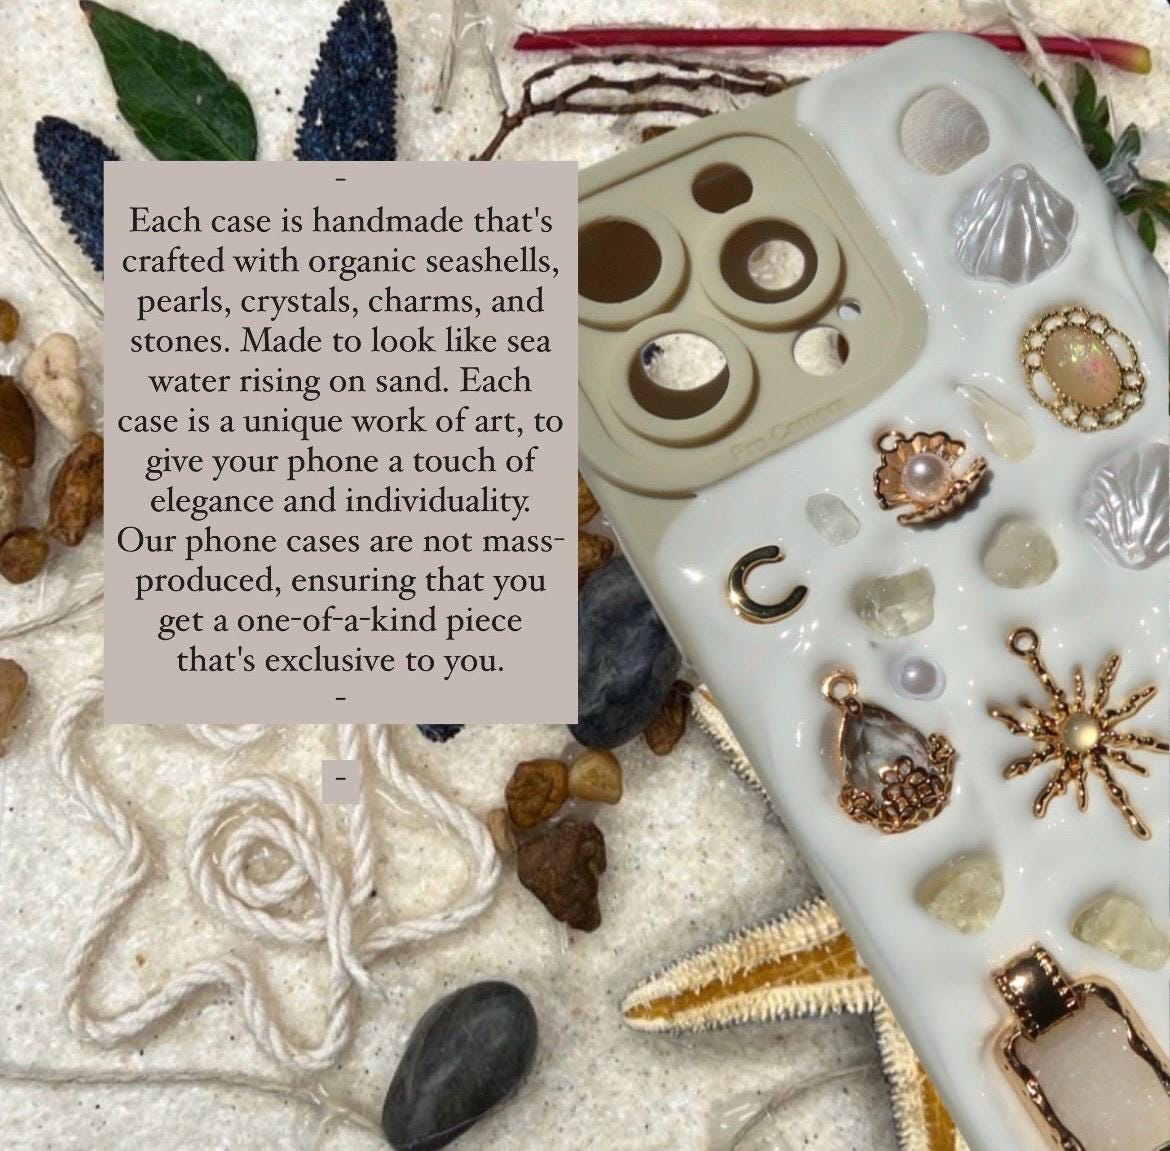 -
Each case is handmade that's
crafted with organic seashells,
pearls, crystals, charms, and
stones. Made to look like sea
water rising on sand. Each
case is a unique work of art, to
give your phone a touch of
elegance and individuality.
Our phone cases are not mass-
produced, ensuring that you
get a one-of-a-kind piece
that's exclusive to you.
-
-
Pro Camera
C